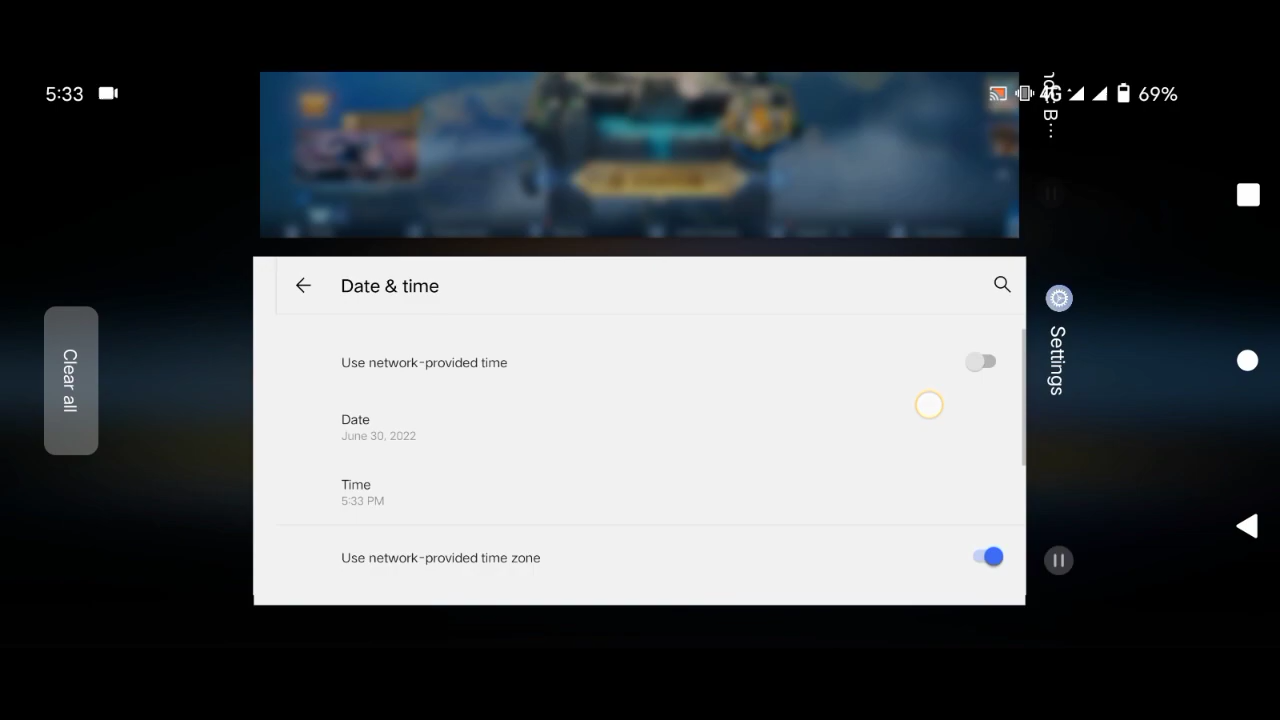 5:33
4G 69%
Date & time
Use network-provided time
Date
June 30, 2022
Time
5:33 PM
Use network-provided time zone
Settings
Clear all